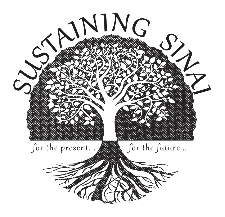 SUSTAINING SINAI
for the present... for the future...